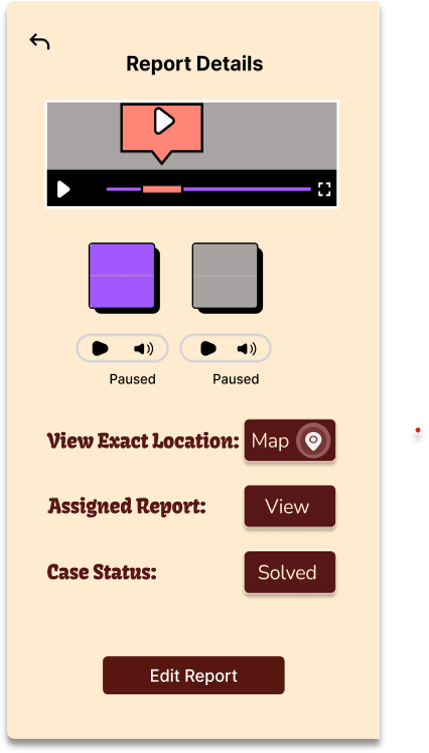 Report Details
Paused Paused
View Exact Location: Map
Assigned Report: View
Case Status: Solved
Edit Report